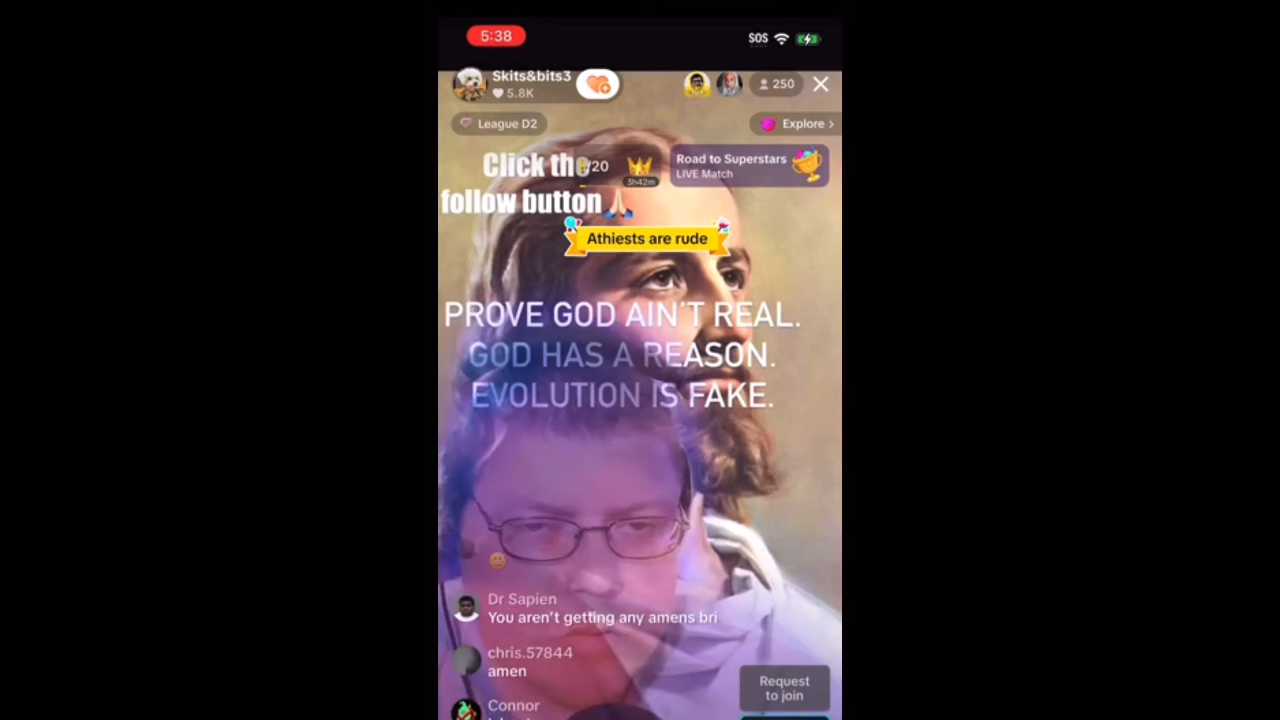 5:38
SOS
Skits&bits3
5.8K
250
League D2
Explore >
Click the
/20
3h42m
Road to Superstars
LIVE Match
follow button
Athiests are rude
PROVE GOD AIN'T REAL.
GOD HAS A REASON.
EVOLUTION IS FAKE.
Dr Sapien
You aren't getting any amens bri
chris.57844
amen
Request
to join
Connor